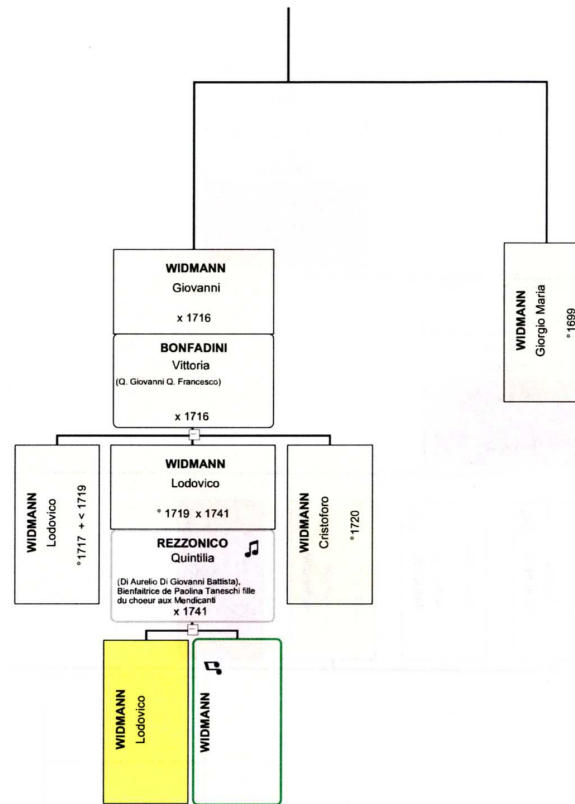 WIDMANN
Giovanni
x 1716
BONFADINI
Vittoria
(Q. Giovanni Q. Francesco)
x 1716
WIDMANN
Giorgio Maria
°1699
WIDMANN
Lodovico
°1717 + < 1719
WIDMANN
Lodovico
° 1719 x 1741
REZZONICO
Quintilia
(Di Aurelio Di Giovanni Battista),
Bienfaitrice de Paolina Taneschi fille
du choeur aux Mendicanti
x 1741
WIDMANN
Cristoforo
°1720
WIDMANN
Lodovico
WIDMANN